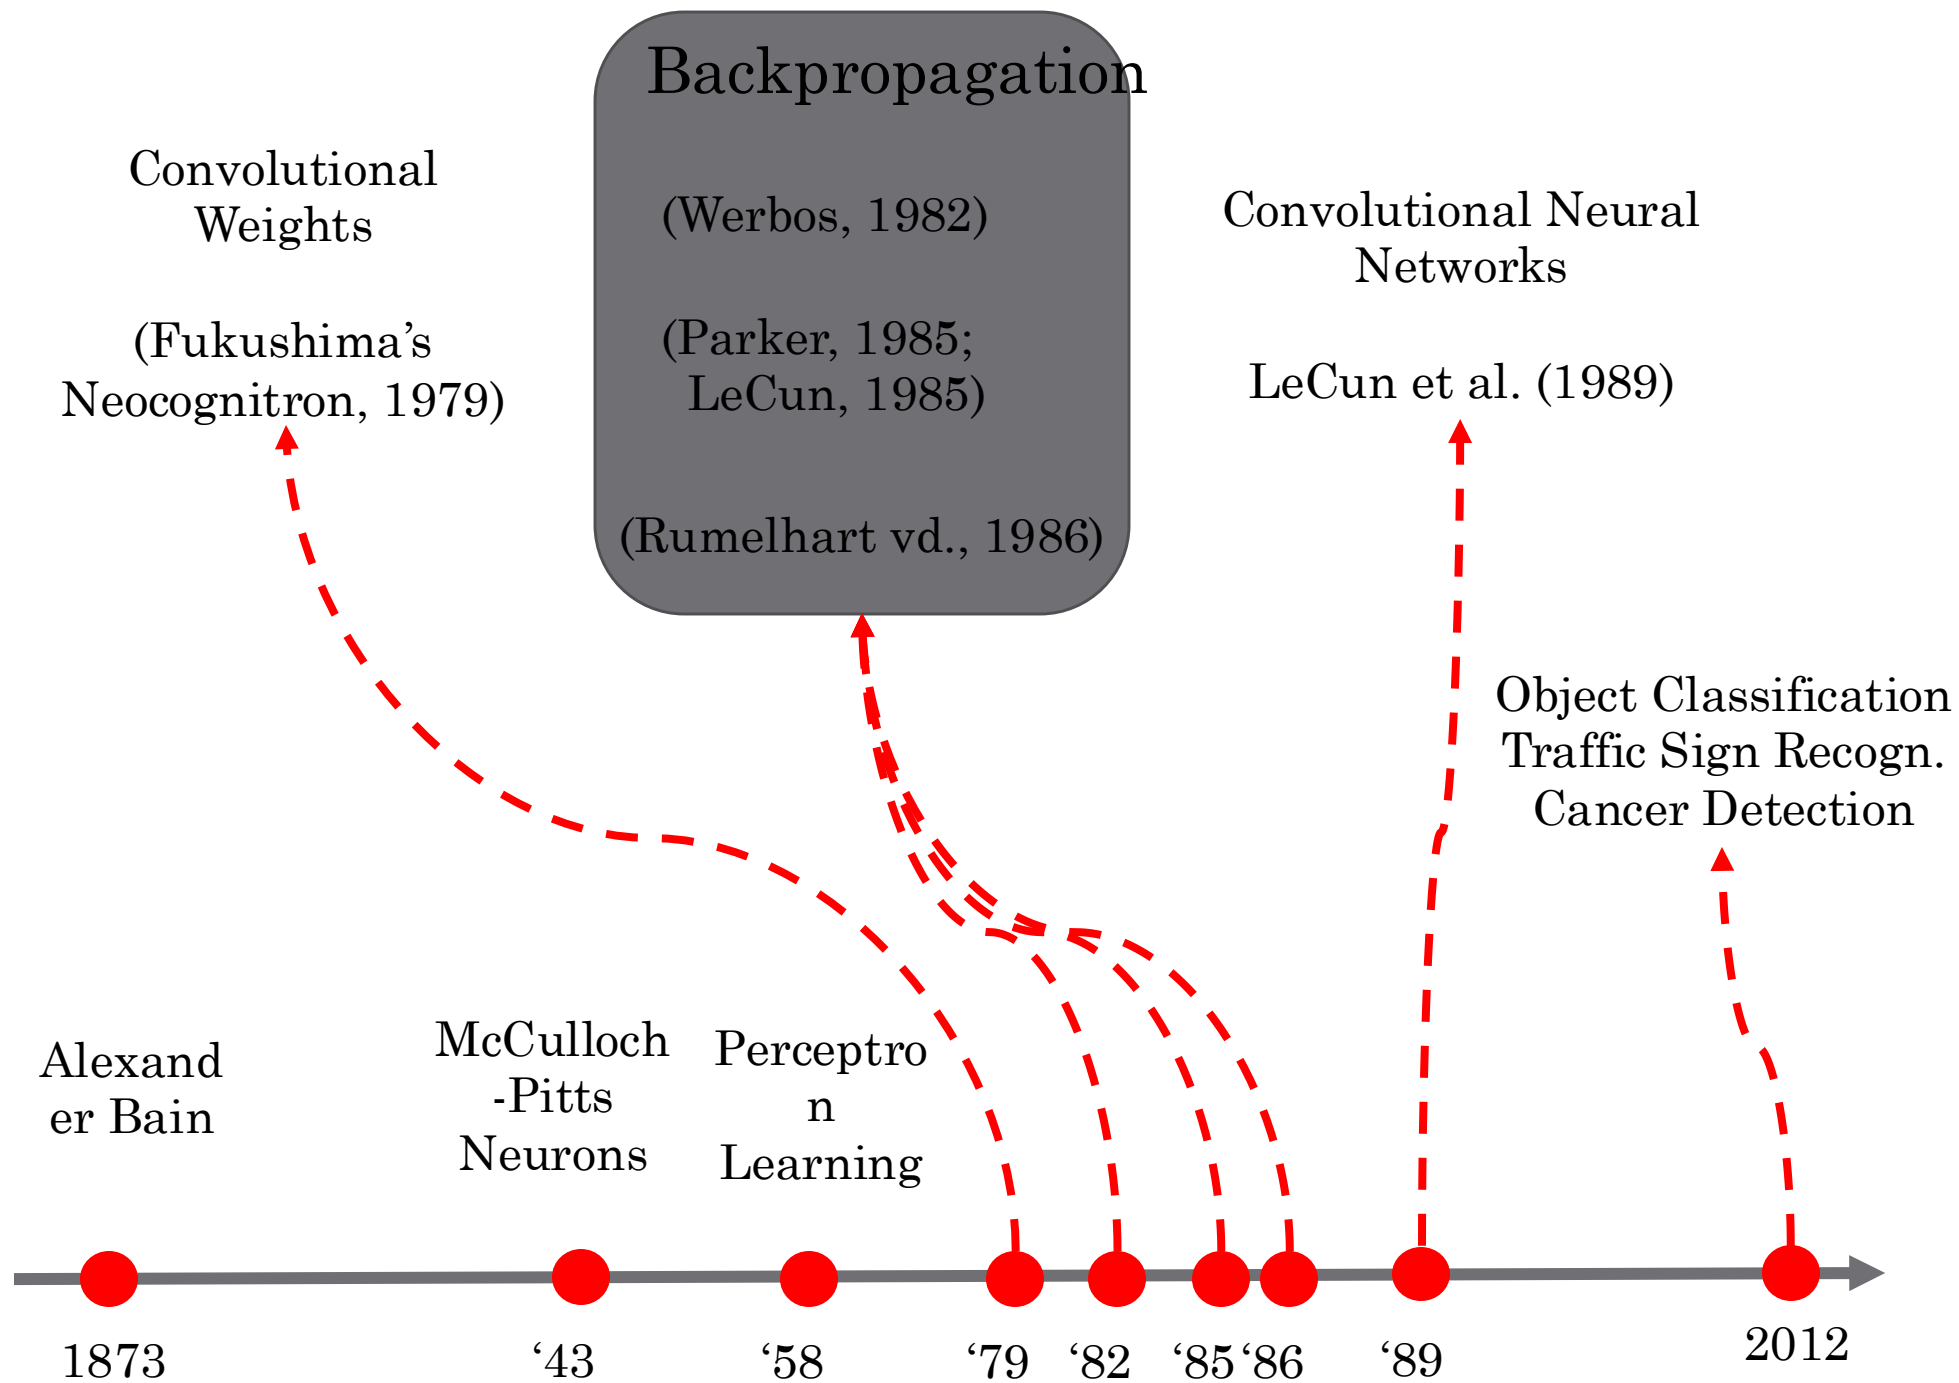 Backpropagation
(Werbos, 1982)
(Parker, 1985;
LeCun, 1985)
(Rumelhart vd., 1986)
Convolutional
Weights
(Fukushima’s
Neocognitron, 1979)
Convolutional Neural
Networks
LeCun et al. (1989)
Object Classification
Traffic Sign Recogn.
Cancer Detection
Alexand
er Bain
McCulloch
-Pitts
Neurons
Perceptro
n
Learning
1873
‘43
‘58
‘79
‘82
‘85
‘86
‘89
2012